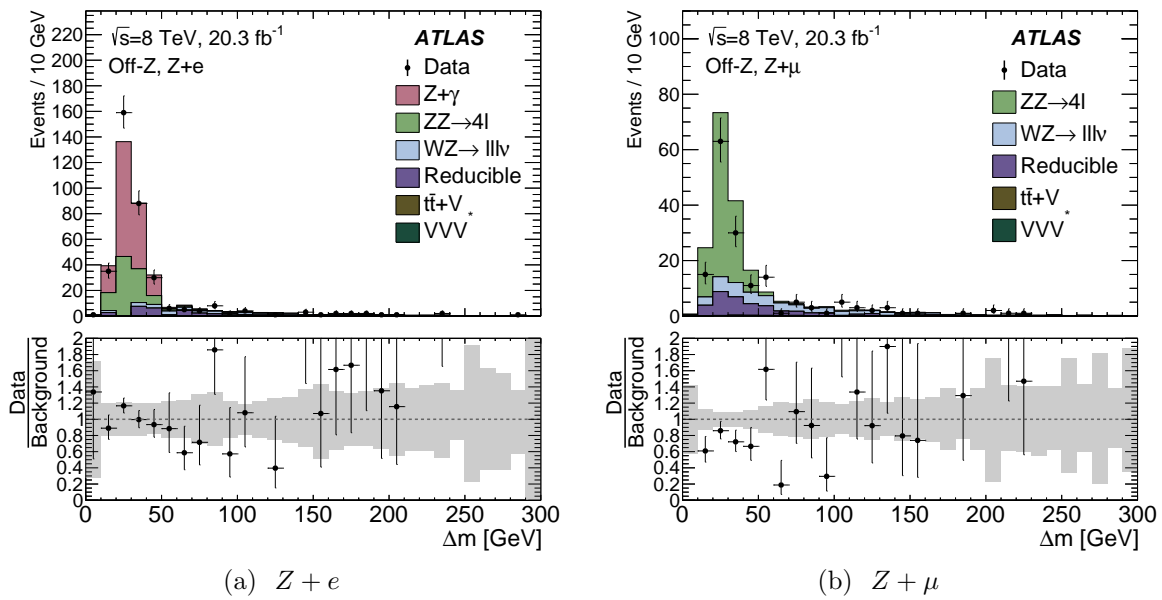 Events / 10 GeV
220
200
180
160
140
120
100
80
60
40
20
0
√s=8 TeV, 20.3 fb⁻¹
Off-Z, Z+e
ATLAS
Data
Z+γ
ZZ→4l
WZ→ lllν
Reducible
tt̄+V
VVV*
Data
Background
2
1.8
1.6
1.4
1.2
1
0.8
0.6
0.4
0.2
0
0 50 100 150 200 250 300
Δm [GeV]
(a) Z + e
Events / 10 GeV
100
80
60
40
20
0
√s=8 TeV, 20.3 fb⁻¹
Off-Z, Z+μ
ATLAS
Data
ZZ→4l
WZ→ lllν
Reducible
tt̄+V
VVV*
Data
Background
2
1.8
1.6
1.4
1.2
1
0.8
0.6
0.4
0.2
0
0 50 100 150 200 250 300
Δm [GeV]
(b) Z + μ